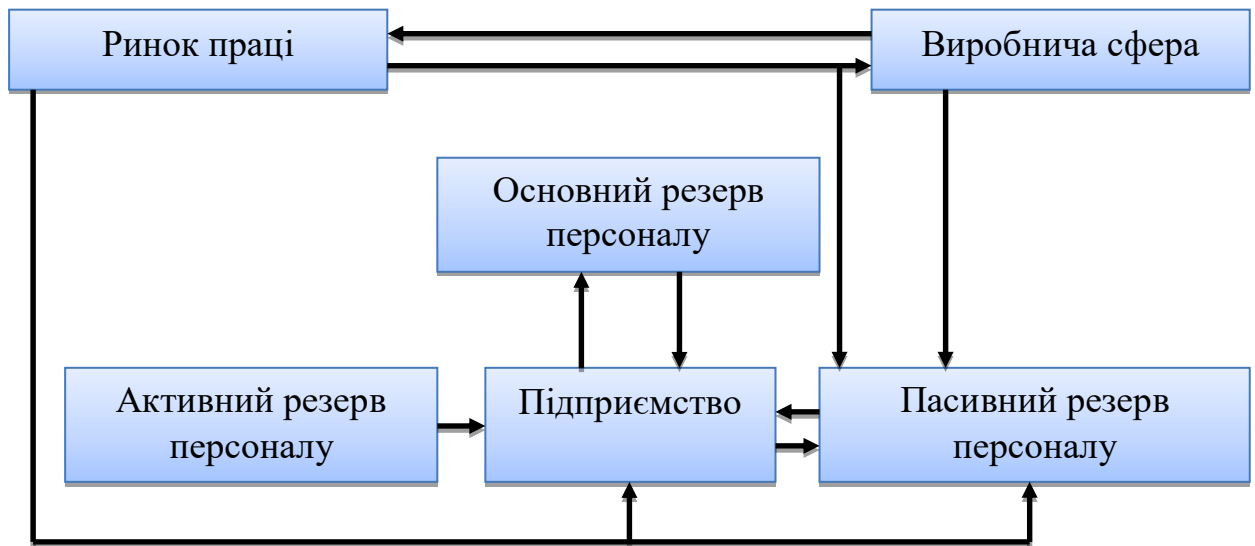 Ринок праці
Виробнича сфера
Основний резерв
персоналу
Активний резерв
персоналу
Підприємство
Пасивний резерв
персоналу